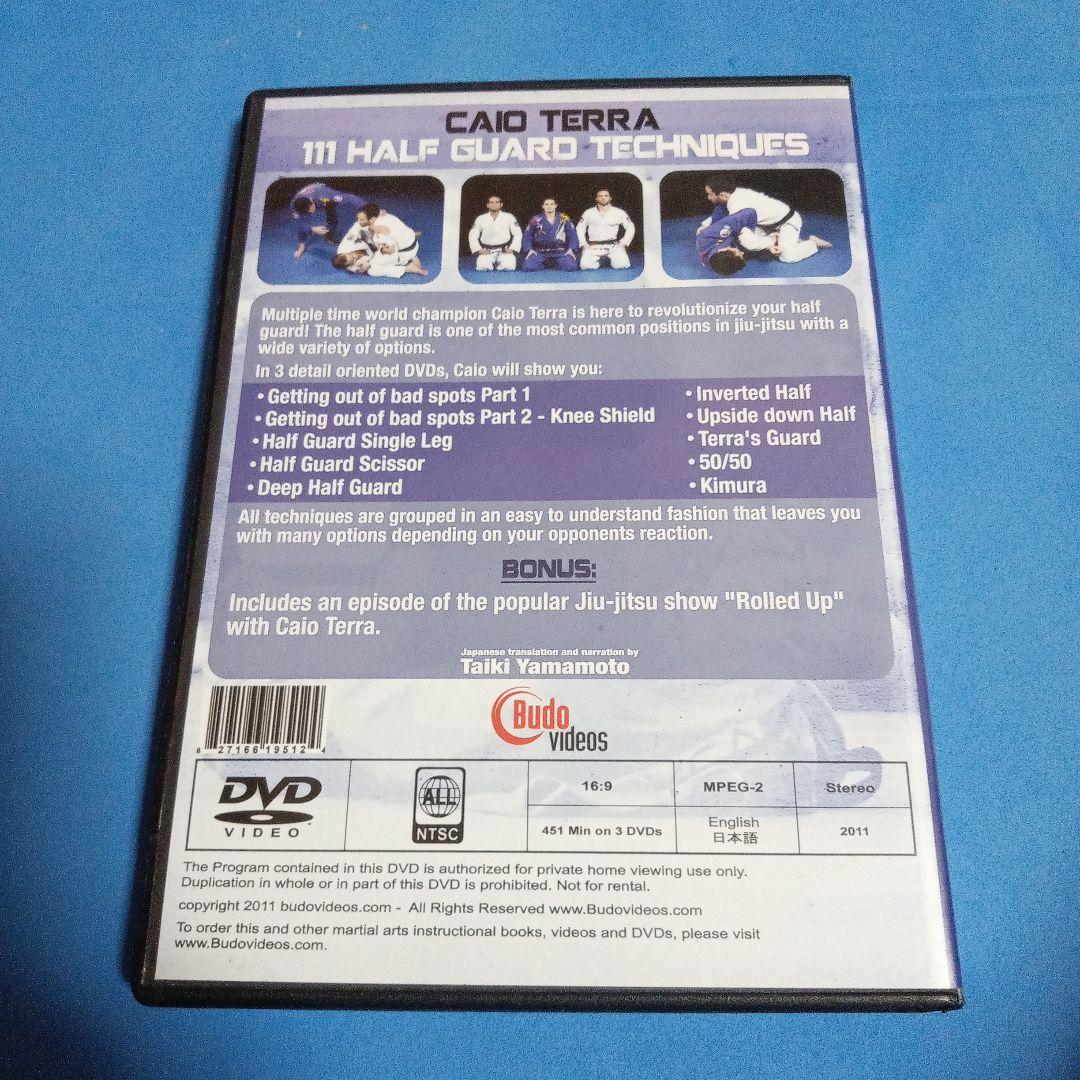 CAIO TERRA
111 HALF GUARD TECHNIQUES
Multiple time world champion Caio Terra is here to revolutionize your half
guard! The half guard is one of the most common positions in jiu-jitsu with a
wide variety of options.
In 3 detail oriented DVDs, Caio will show you:
• Getting out of bad spots Part 1
• Getting out of bad spots Part 2 - Knee Shield
• Half Guard Single Leg
• Half Guard Scissor
• Deep Half Guard
• Inverted Half
• Upside down Half
• Terra's Guard
• 50/50
• Kimura
All techniques are grouped in an easy to understand fashion that leaves you
with many options depending on your opponents reaction.
BONUS:
Includes an episode of the popular Jiu-jitsu show "Rolled Up"
with Caio Terra.
Japanese translation and narration by
Taiki Yamamoto
6 27166 19512 4
Budo
videos
DVD
VIDEO
ALL
NTSC
16:9
451 Min on 3 DVDs
MPEG-2
English
日本語
Stereo
2011
The Program contained in this DVD is authorized for private home viewing use only.
Duplication in whole or in part of this DVD is prohibited. Not for rental.
copyright 2011 budovideos.com - All Rights Reserved www.Budovideos.com
To order this and other martial arts instructional books, videos and DVDs, please visit
www.Budovideos.com.